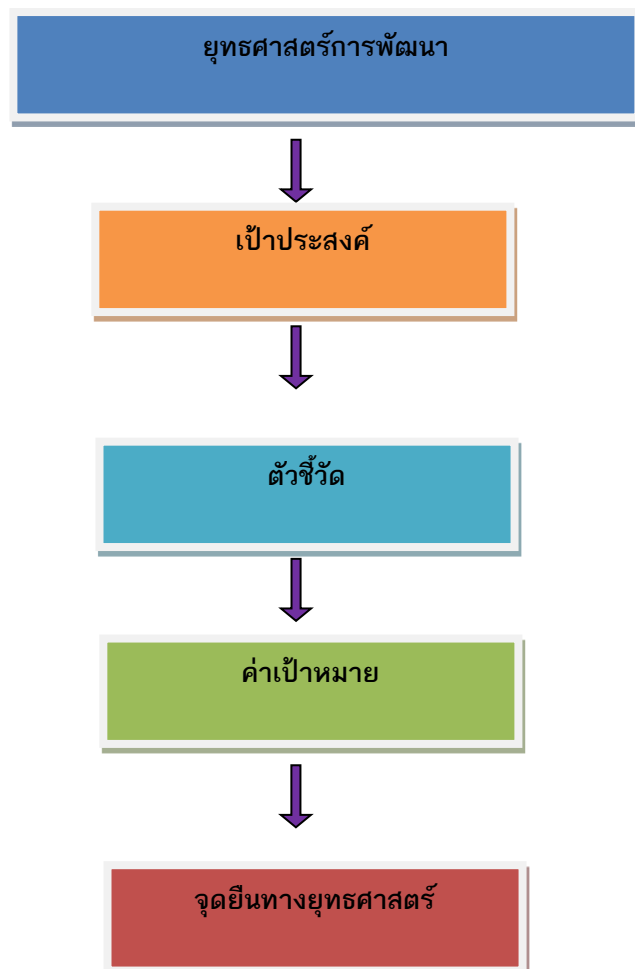 ยุทธศาสตร์การพัฒนา
เป้าประสงค์
ตัวชี้วัด
ค่าเป้าหมาย
จุดยืนทางยุทธศาสตร์